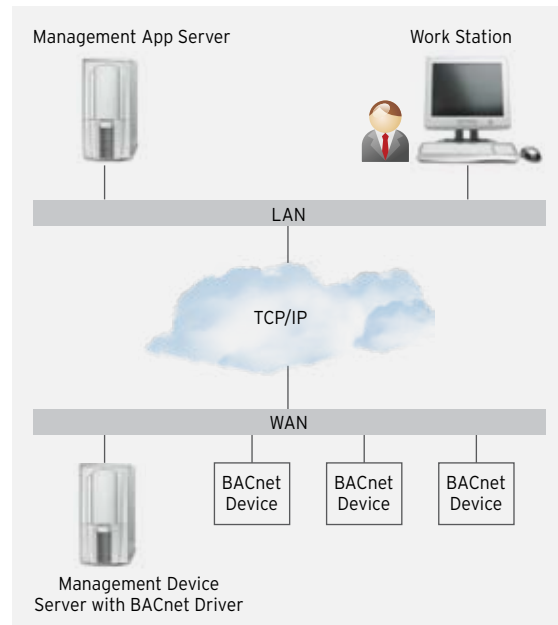 Management App Server
Work Station
LAN
TCP/IP
WAN
BACnet
Device
BACnet
Device
BACnet
Device
Management Device
Server with BACnet Driver